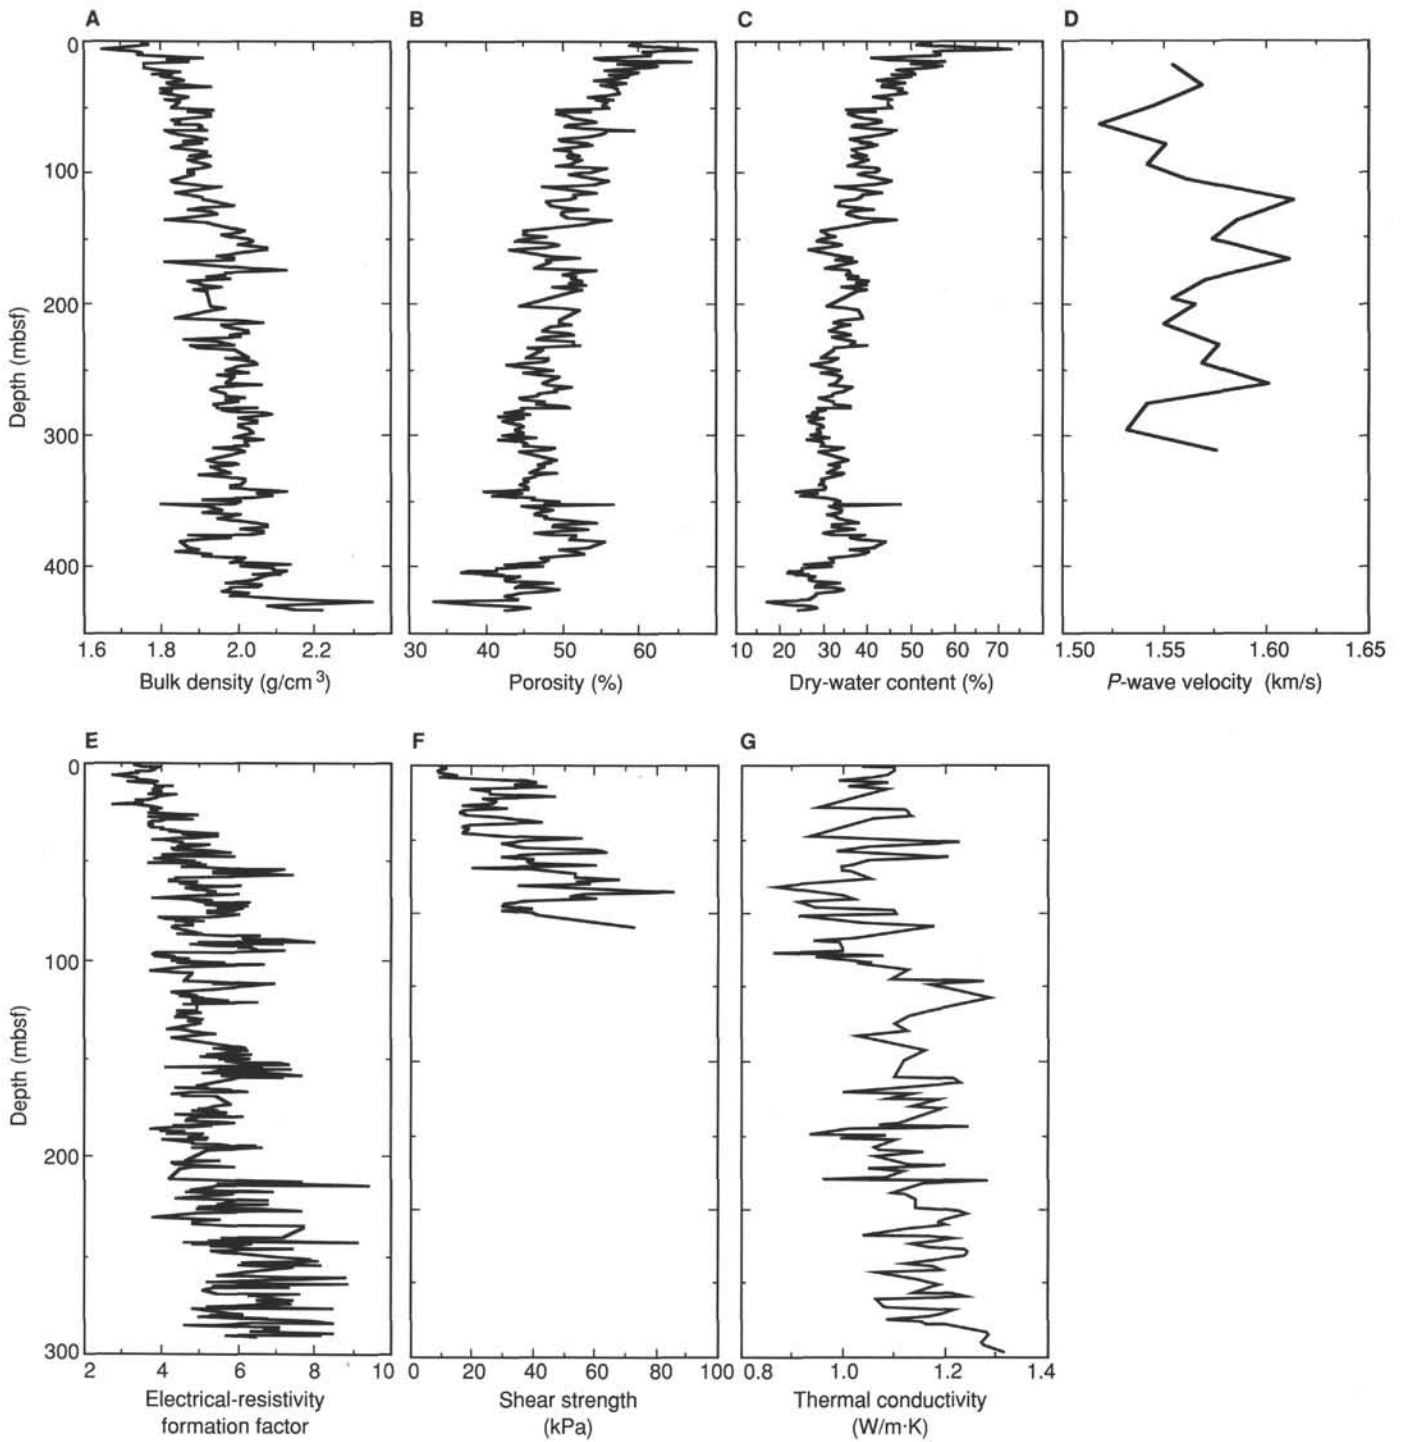 A
B
C
D
0
100
200
300
400
Depth (mbsf)
1.6
1.8
2.0
2.2
Bulk density (g/cm³)
30
40
50
60
Porosity (%)
10
20
30
40
50
60
70
Dry-water content (%)
1.50
1.55
1.60
1.65
P-wave velocity (km/s)
E
F
G
0
100
200
300
Depth (mbsf)
2
4
6
8
10
Electrical-resistivity
formation factor
0
20
40
60
80
100
Shear strength
(kPa)
0.8
1.0
1.2
1.4
Thermal conductivity
(W/m·K)